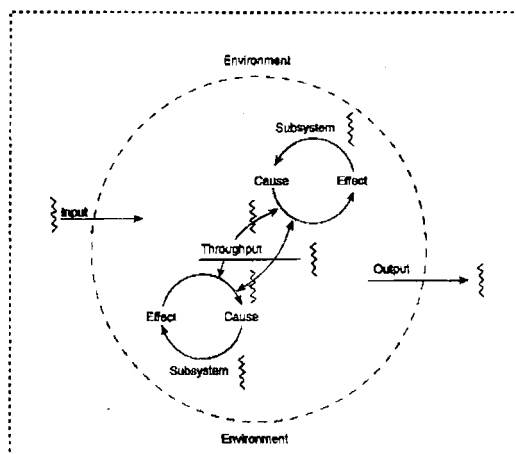 Environment
Subsystem
Cause Effect
Input
Throughput
Output
Effect Cause
Subsystem
Environment